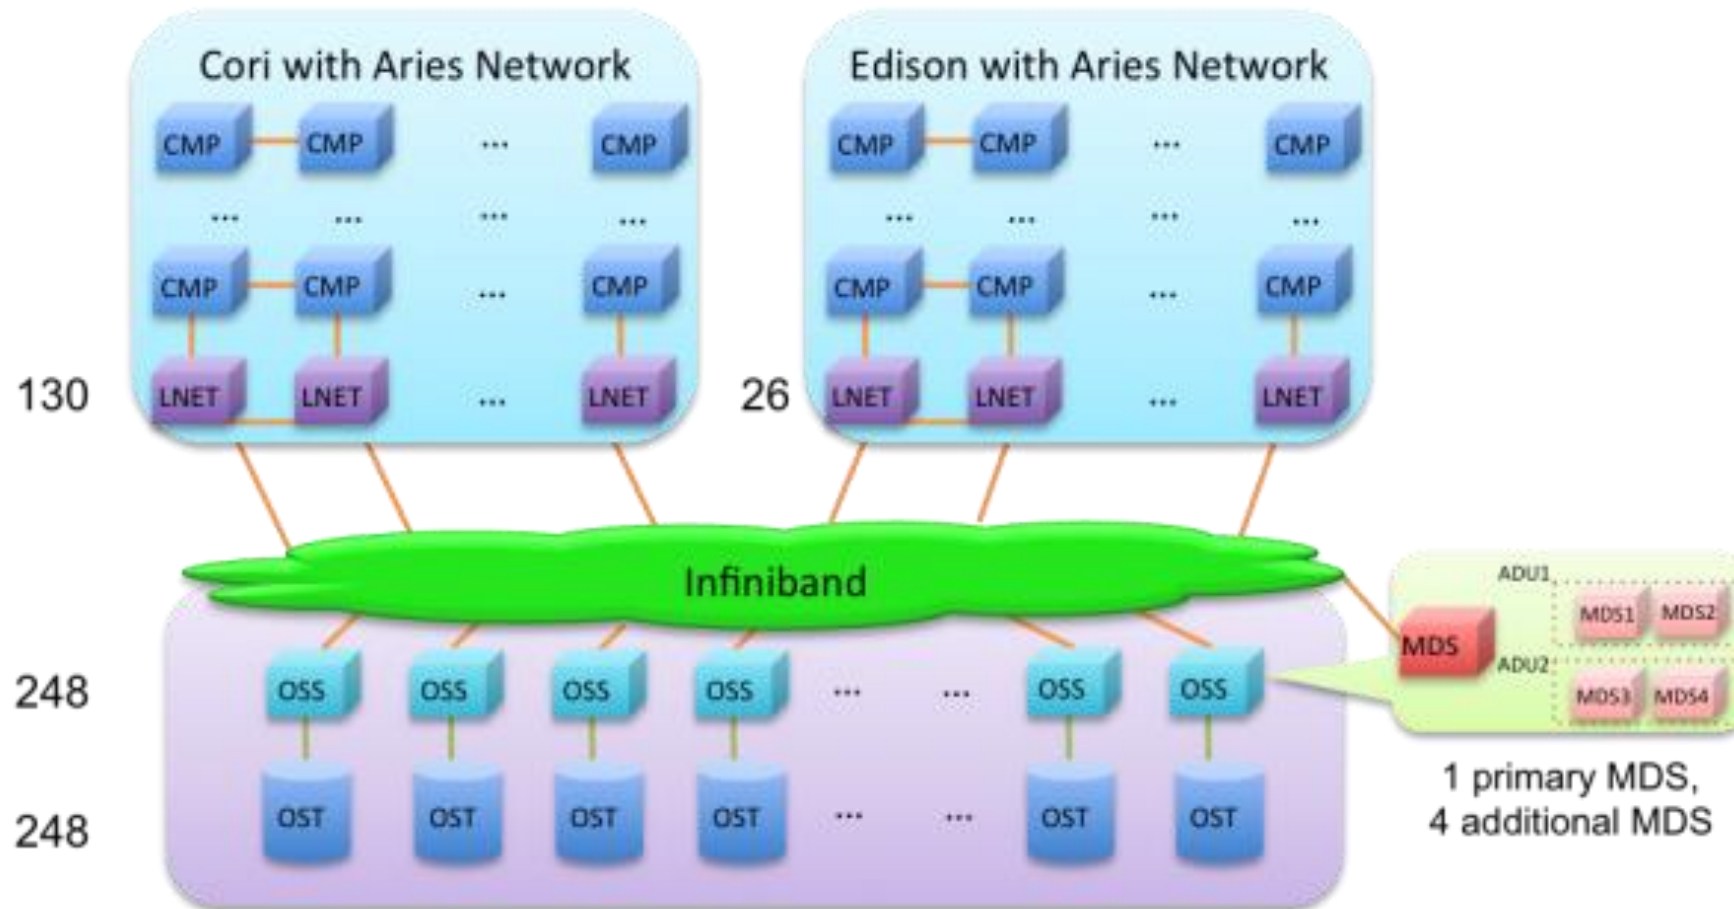 Cori with Aries Network
Edison with Aries Network
CMP CMP ... CMP
CMP CMP ... CMP
... ... ... ...
... ... ... ...
CMP CMP ... CMP
CMP CMP ... CMP
130 LNET LNET ... LNET
26 LNET LNET ... LNET
Infiniband
ADU1
MDS1 MDS2
MDS
ADU2
MDS3 MDS4
248 OSS OSS OSS OSS ... ... OSS OSS
1 primary MDS,
4 additional MDS
248 OST OST OST OST ... ... OST OST